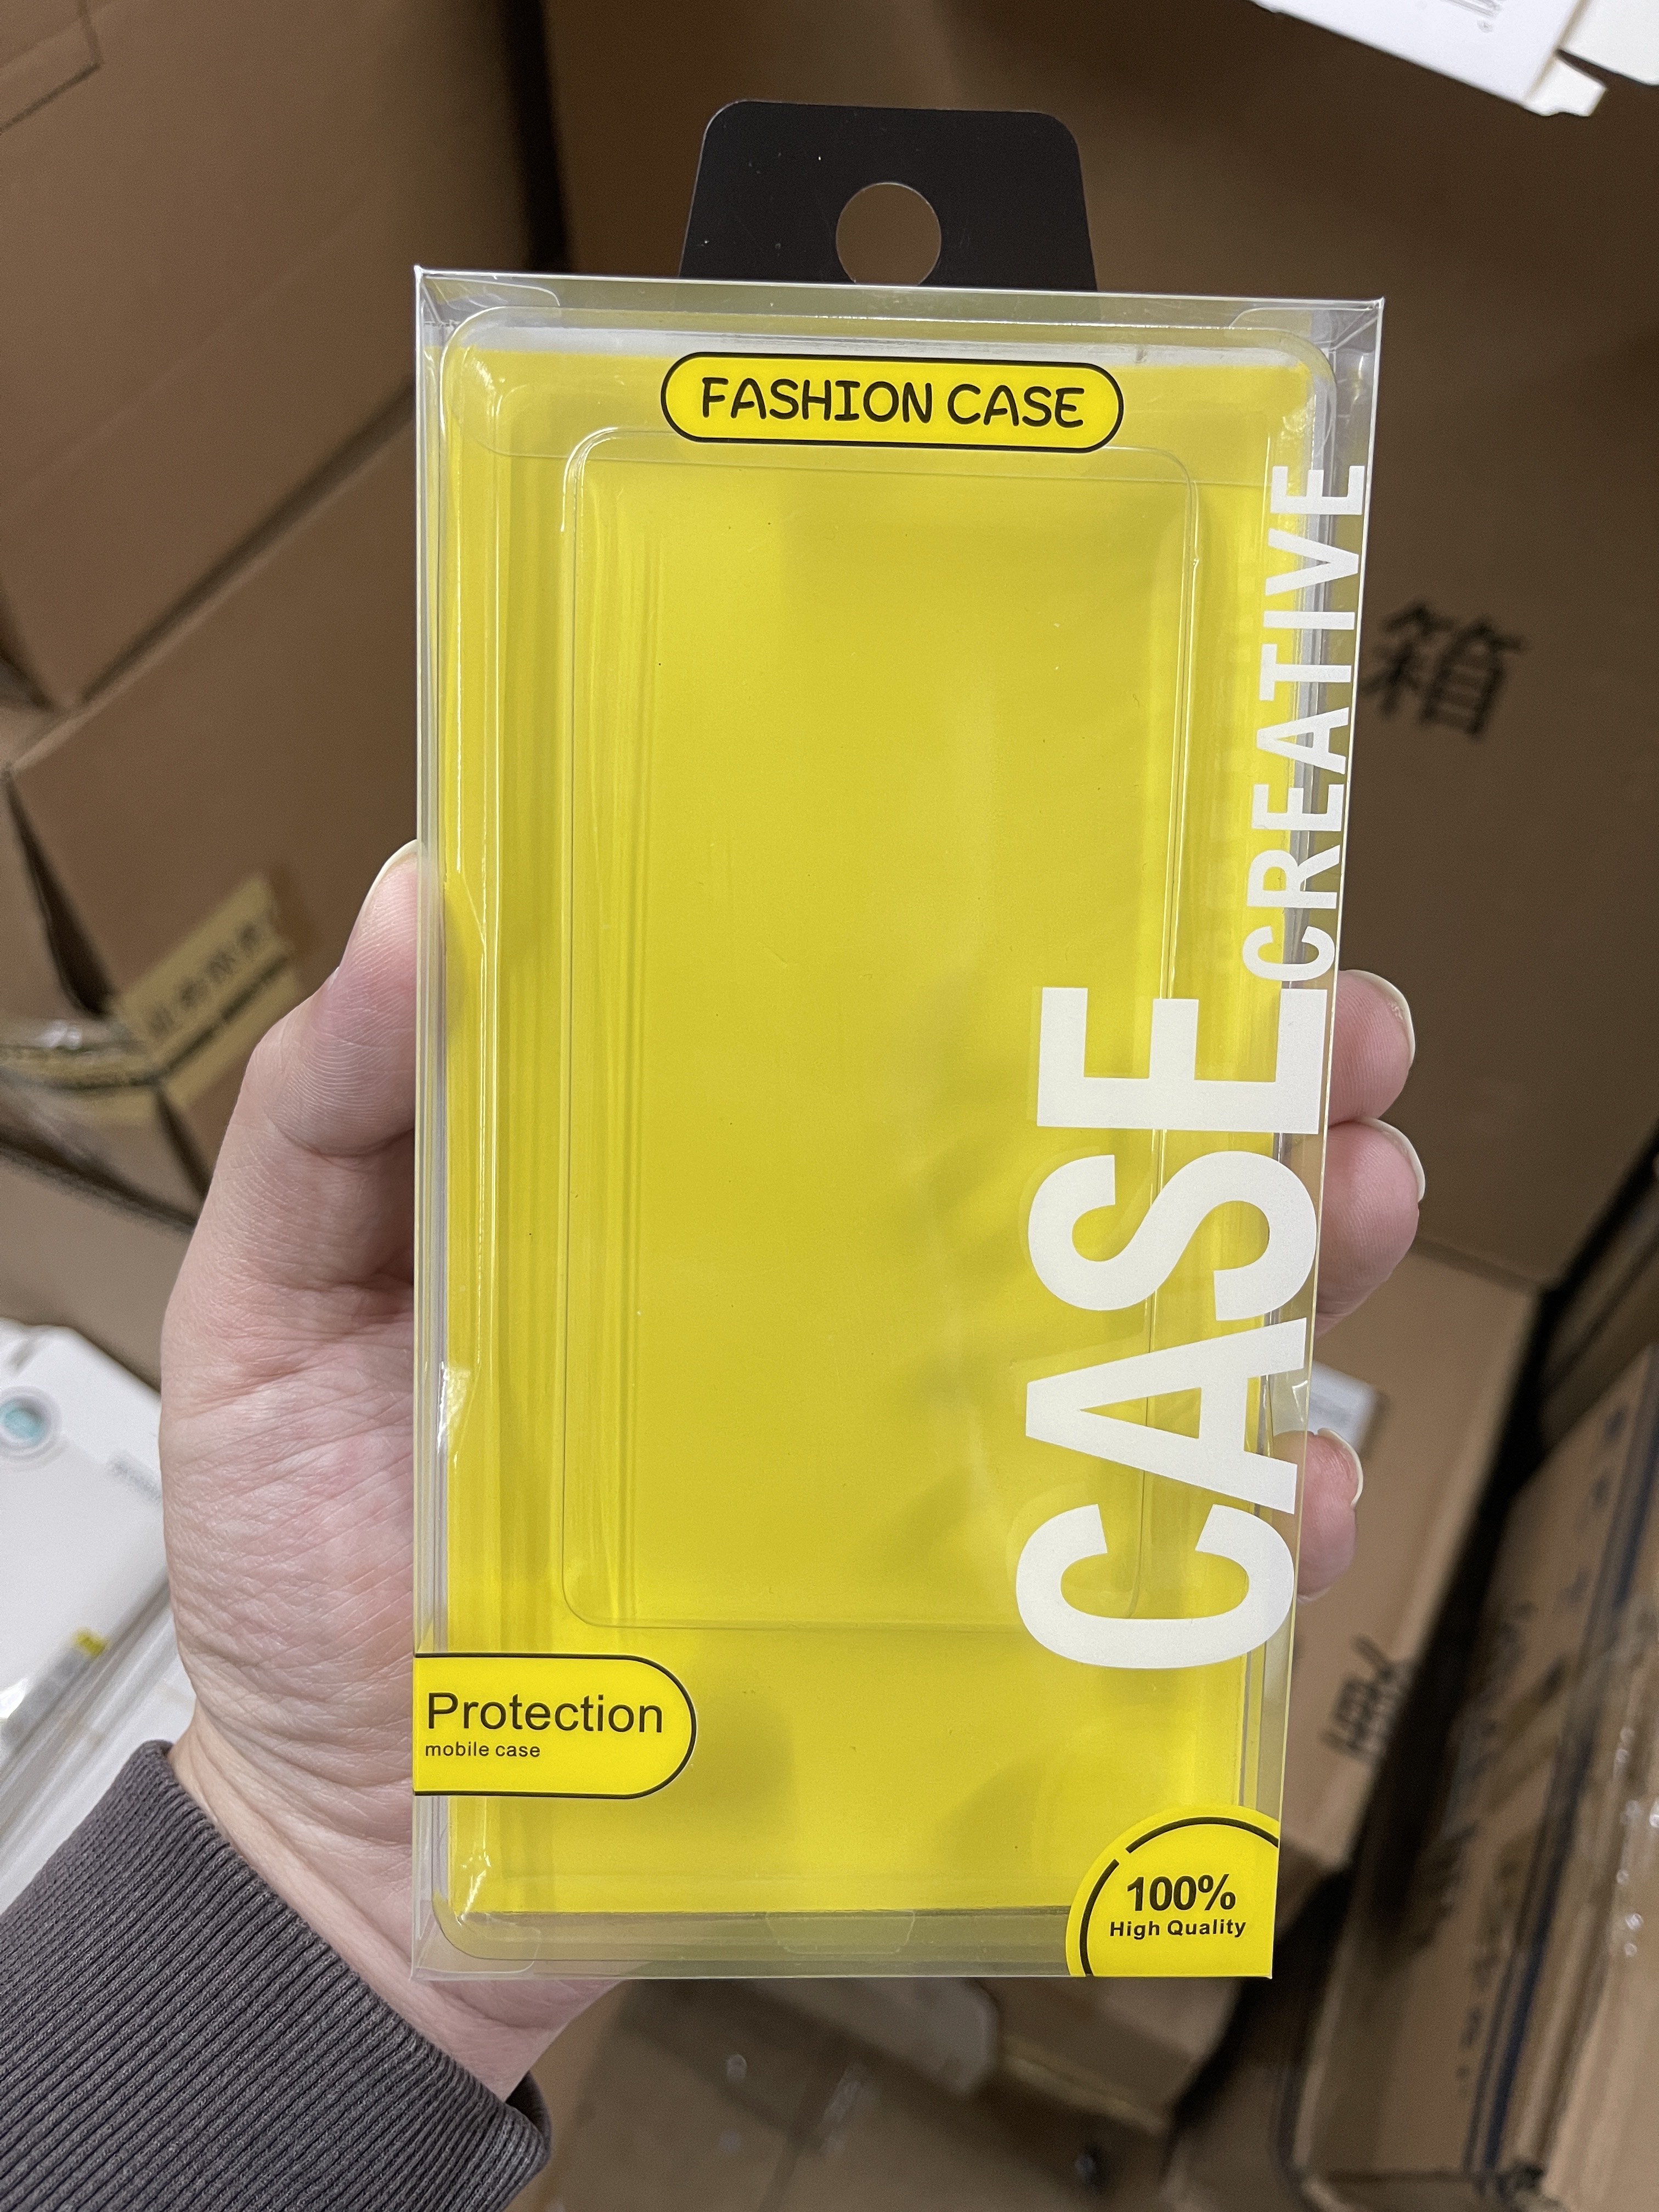 FASHION CASE
CREATIVE
CASE
箱
Protection
mobile case
100%
High Quality